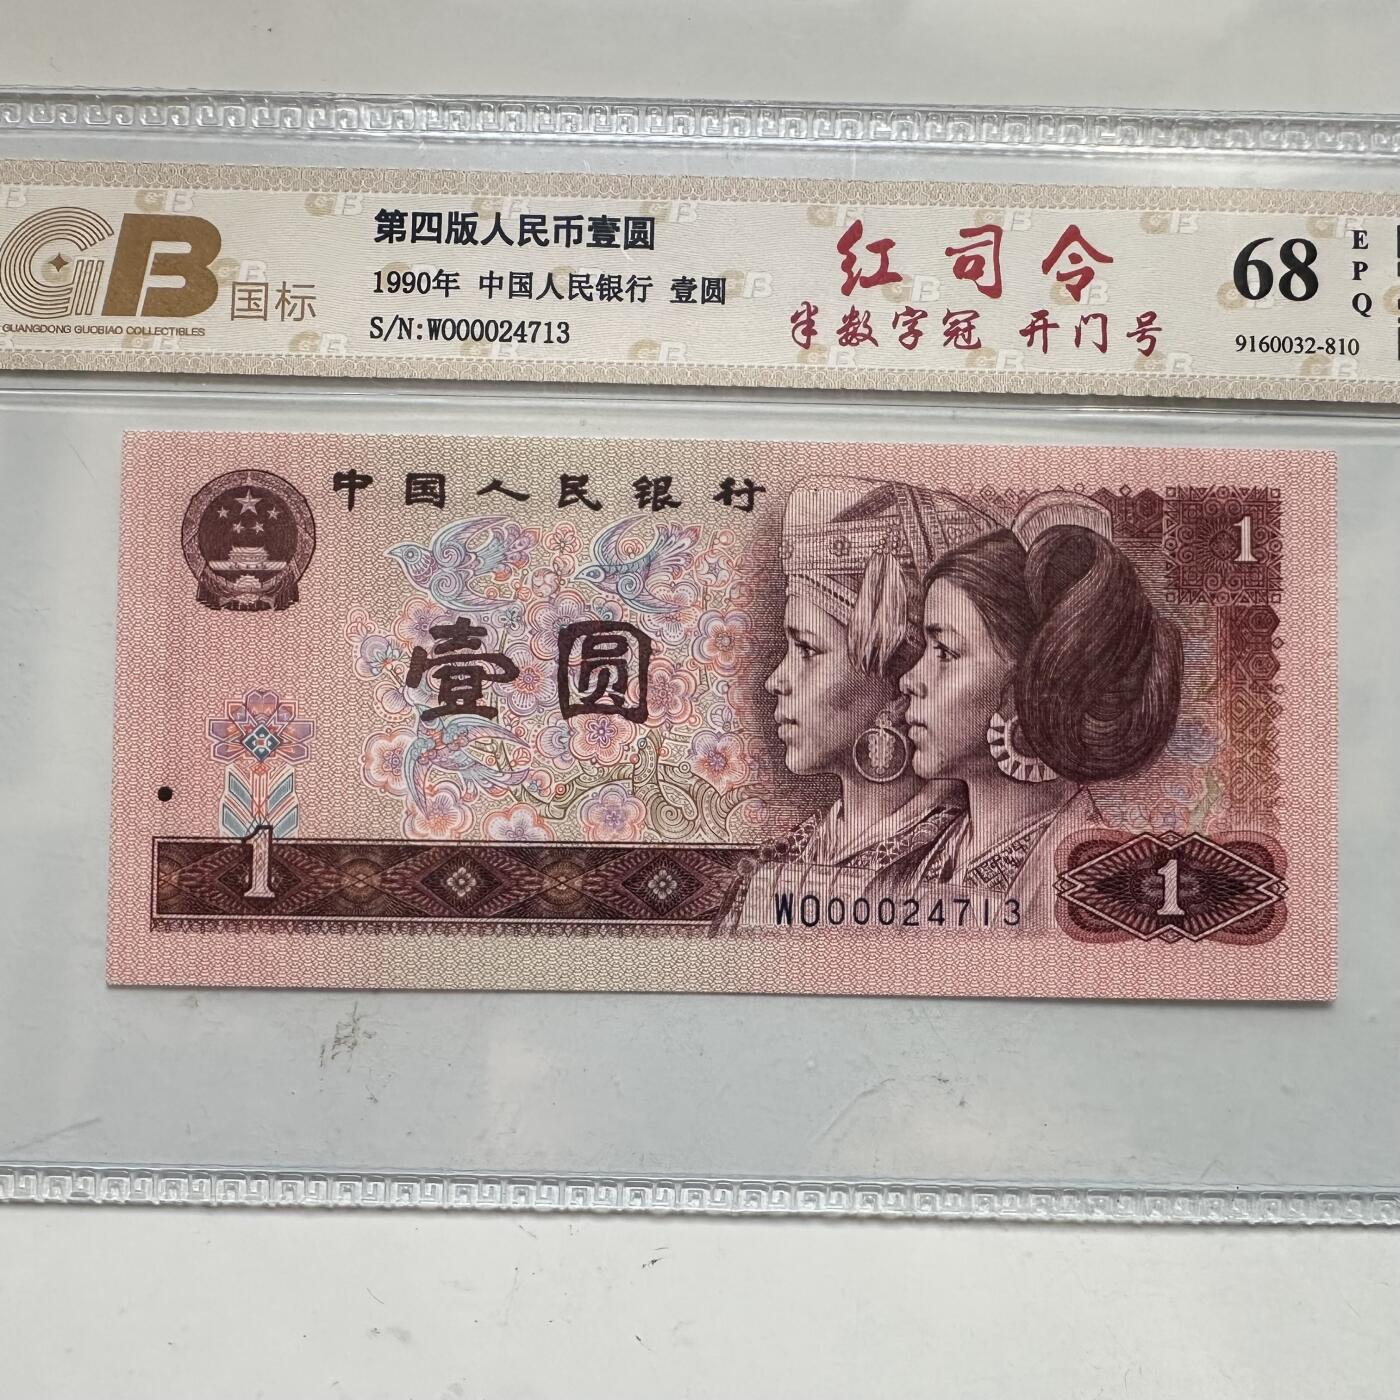 GB 国标
GUANGDONG GUOBIAO COLLECTIBLES
第四版人民币壹圆
1990年 中国人民银行 壹圆
S/N:WO00024713
红司令
半数字冠 开门号
68
EPQ
9160032-810
中国人民银行
1
壹圆
1
WO00024713
1